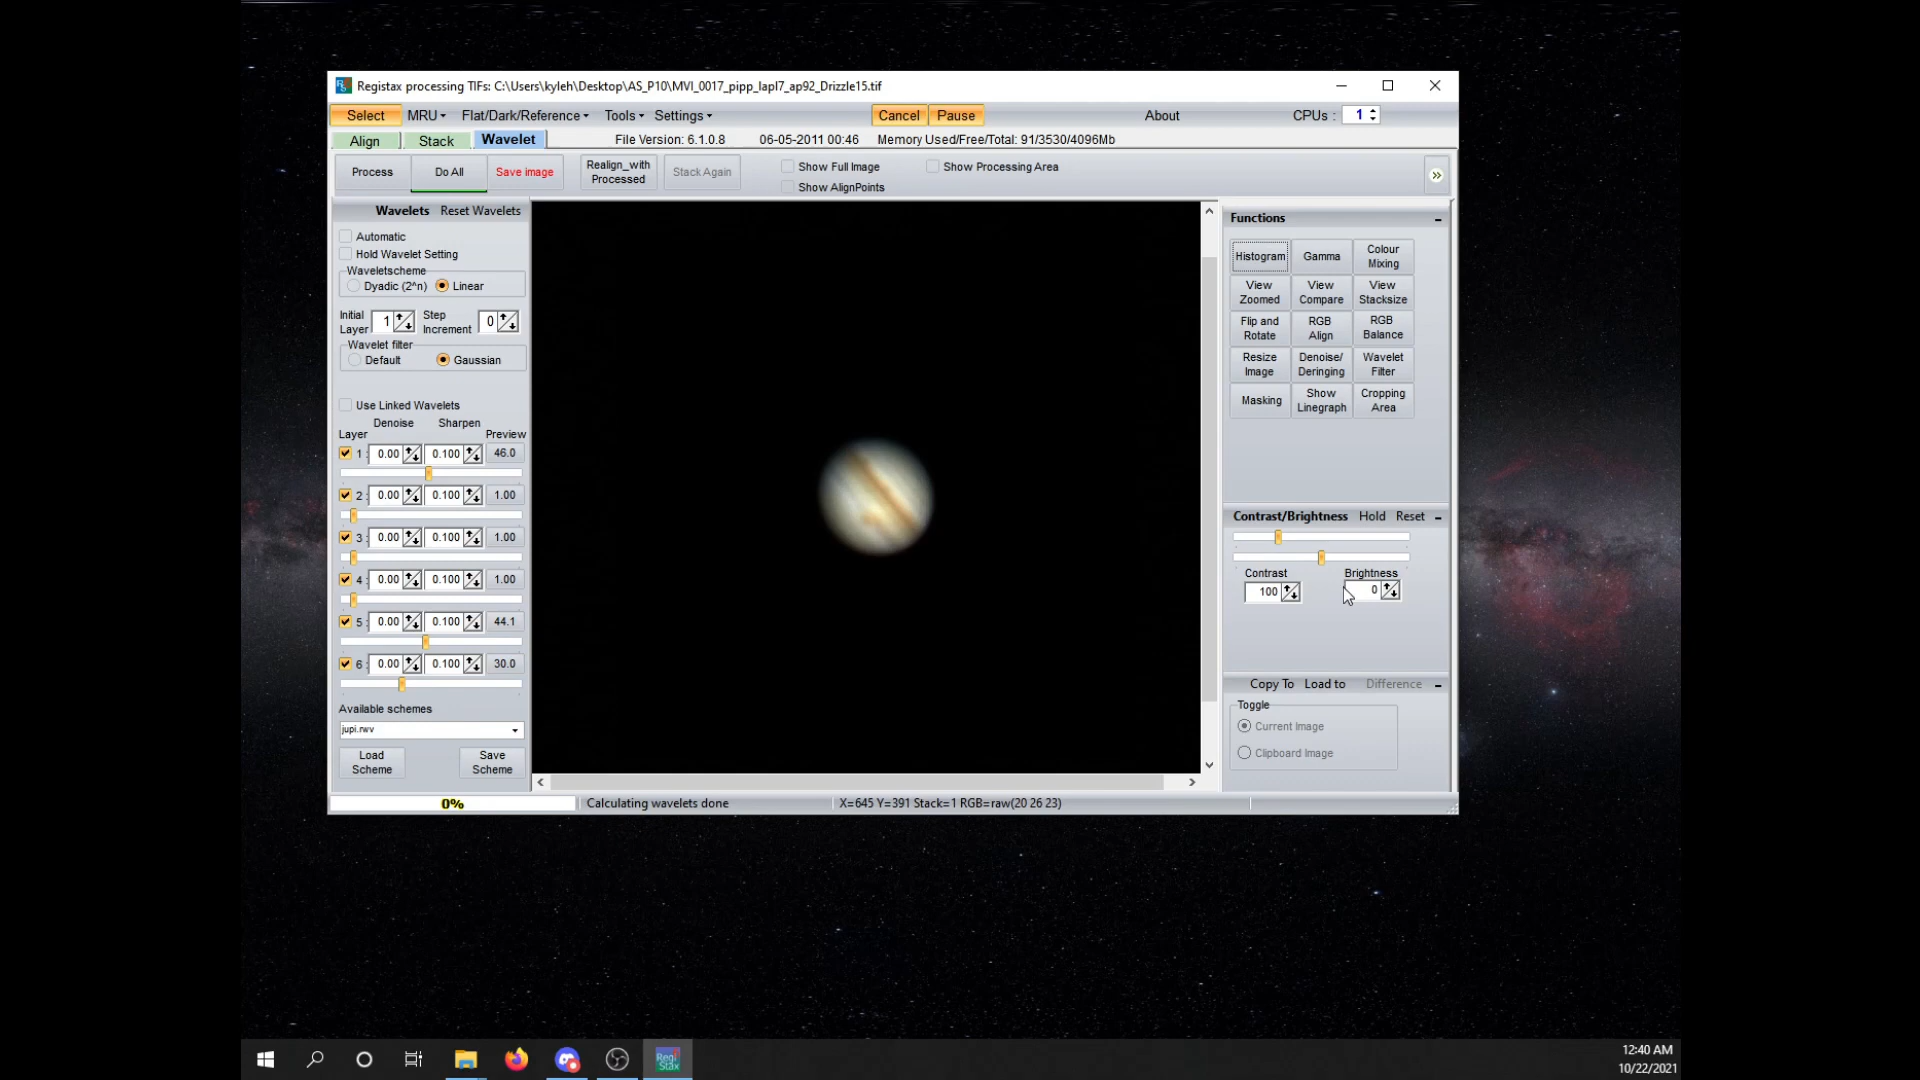 Registax processing TIFs: C:\Users\kyleh\Desktop\AS_P10\MVI_0017_pipp_lapl7_ap92_Drizzle15.tif
Select MRU Flat/Dark/Reference Tools Settings Cancel Pause About CPUs : 1
Align Stack Wavelet File Version: 6.1.0.8 06-05-2011 00:46 Memory Used/Free/Total: 91/3530/4096Mb
Process Do All Save image Realign_with Processed Stack Again
Show Full Image Show Processing Area
Show AlignPoints
Wavelets Reset Wavelets
Automatic
Hold Wavelet Setting
Waveletscheme
Dyadic (2^n) Linear
Initial Layer 1 Step Increment 0
Wavelet filter
Default Gaussian
Use Linked Wavelets
Denoise Sharpen
Layer Preview
1: 0.00 0.100 46.0
2: 0.00 0.100 1.00
3: 0.00 0.100 1.00
4: 0.00 0.100 1.00
5: 0.00 0.100 44.1
6: 0.00 0.100 30.0
Available schemes
jupi.rwv
Load Scheme Save Scheme
Functions
Histogram Gamma Colour Mixing
View Zoomed View Compare View Stacksize
Flip and Rotate RGB Align RGB Balance
Resize Image Denoise/ Deringing Wavelet Filter
Masking Show Linegraph Cropping Area
Contrast/Brightness Hold Reset
Contrast Brightness
100 0
Copy To Load to Difference
Toggle
Current Image
Clipboard Image
0% Calculating wavelets done X=645 Y=391 Stack=1 RGB=raw(20 26 23)
Regi Stax
12:40 AM
10/22/2021